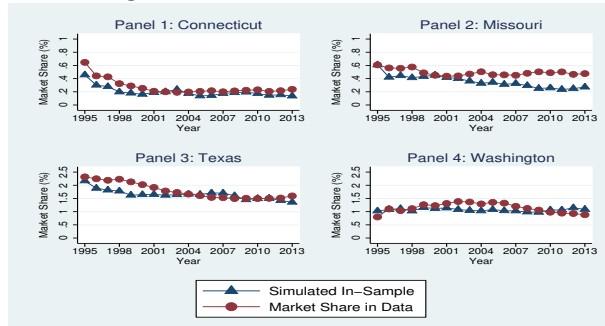 Panel 1: Connecticut
Panel 2: Missouri
Market Share (%)
0 .2 .4 .6 .8 1
1995 1998 2001 2004 2007 2010 2013
Year
Market Share (%)
0 .2 .4 .6 .8 1
1995 1998 2001 2004 2007 2010 2013
Year
Panel 3: Texas
Panel 4: Washington
Market Share (%)
0 .5 1 1.5 2 2.5
1995 1998 2001 2004 2007 2010 2013
Year
Market Share (%)
0 .5 1 1.5 2 2.5
1995 1998 2001 2004 2007 2010 2013
Year
Simulated In-Sample
Market Share in Data